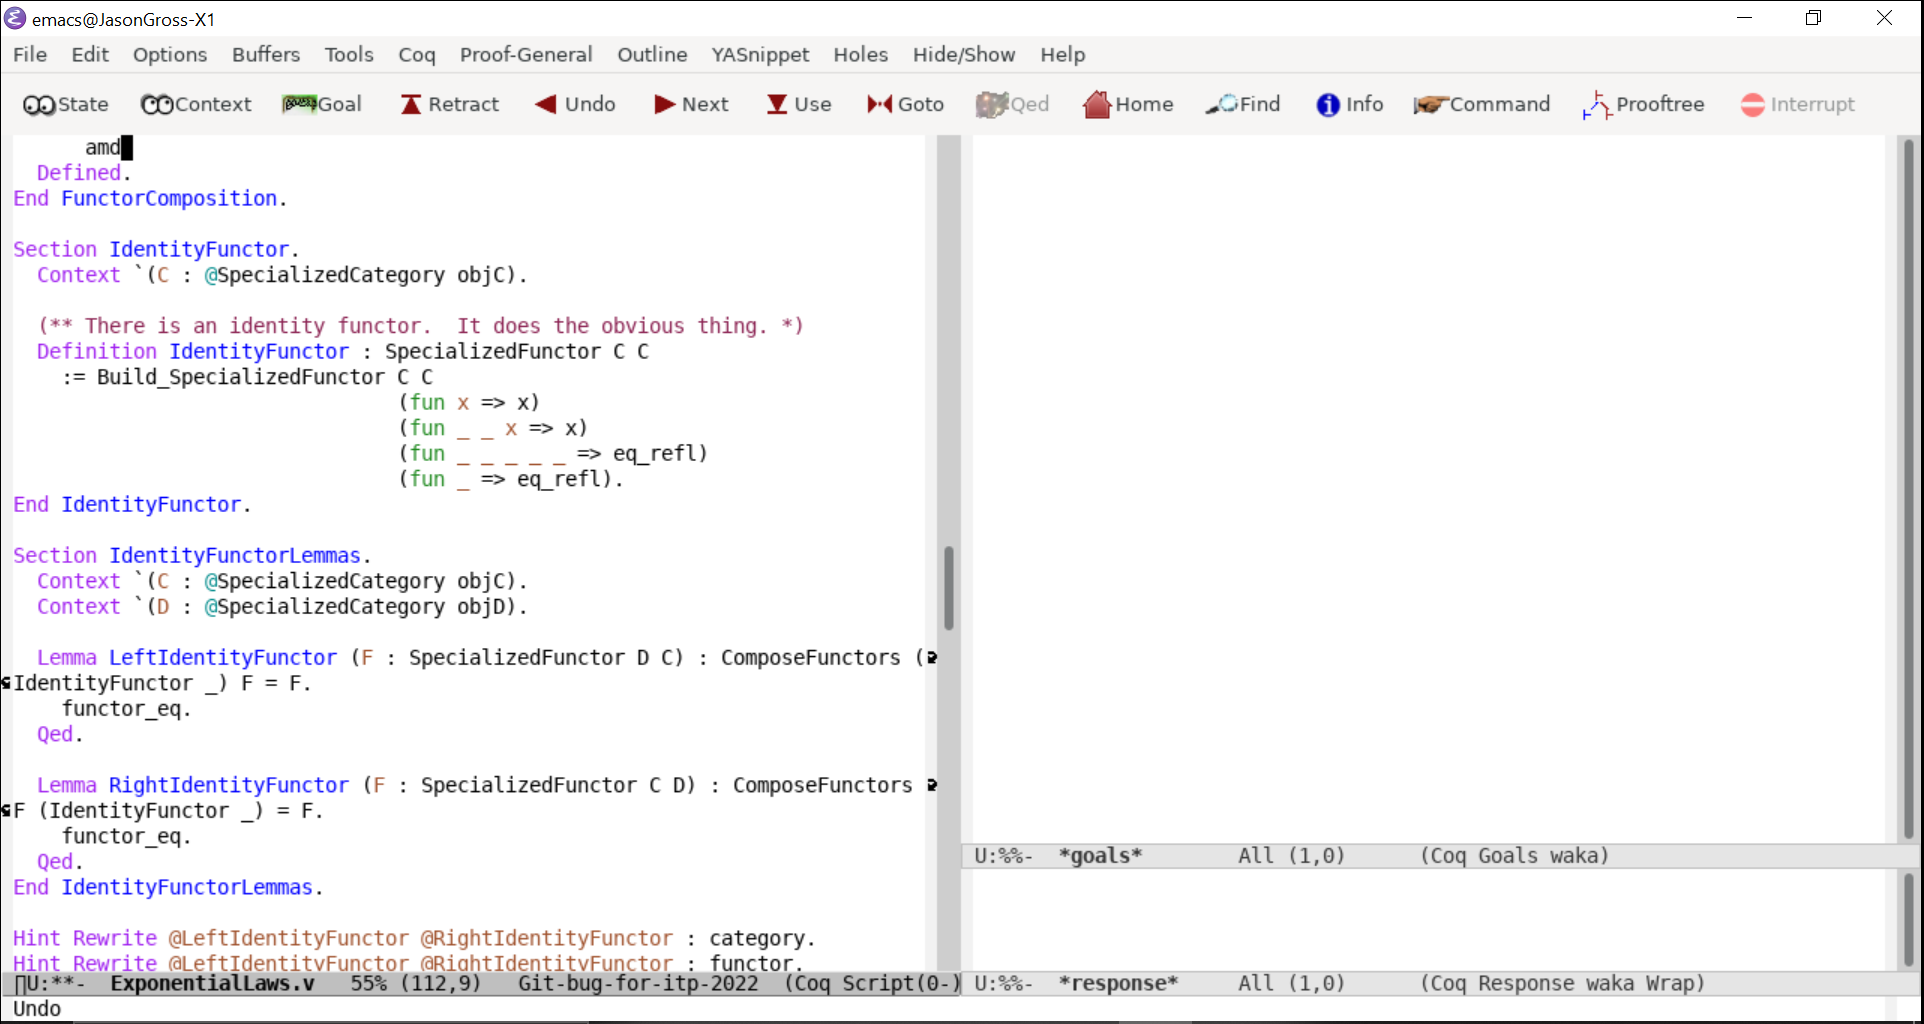 emacs@JasonGross-X1
File Edit Options Buffers Tools Coq Proof-General Outline YASnippet Holes Hide/Show Help
State Context Goal Retract Undo Next Use Goto Qed Home Find Info Command Prooftree Interrupt
amd
Defined.
End FunctorComposition.
Section IdentityFunctor.
Context `(C : @SpecializedCategory objC).
(** There is an identity functor.  It does the obvious thing. *)
Definition IdentityFunctor : SpecializedFunctor C C
:= Build_SpecializedFunctor C C
(fun x => x)
(fun _ _ x => x)
(fun _ _ _ _ _ => eq_refl)
(fun _ => eq_refl).
End IdentityFunctor.
Section IdentityFunctorLemmas.
Context `(C : @SpecializedCategory objC).
Context `(D : @SpecializedCategory objD).
Lemma LeftIdentityFunctor (F : SpecializedFunctor D C) : ComposeFunctors (
IdentityFunctor _) F = F.
functor_eq.
Qed.
Lemma RightIdentityFunctor (F : SpecializedFunctor C D) : ComposeFunctors
F (IdentityFunctor _) = F.
functor_eq.
Qed.
End IdentityFunctorLemmas.
Hint Rewrite @LeftIdentityFunctor @RightIdentityFunctor : category.
Hint Rewrite @LeftIdentityFunctor @RightIdentityFunctor : functor.
U:**-  ExponentialLaws.v   55% (112,9)   Git-bug-for-itp-2022  (Coq Script(0-)
U:%%-  *goals*        All (1,0)      (Coq Goals waka)
U:%%-  *response*     All (1,0)      (Coq Response waka Wrap)
Undo